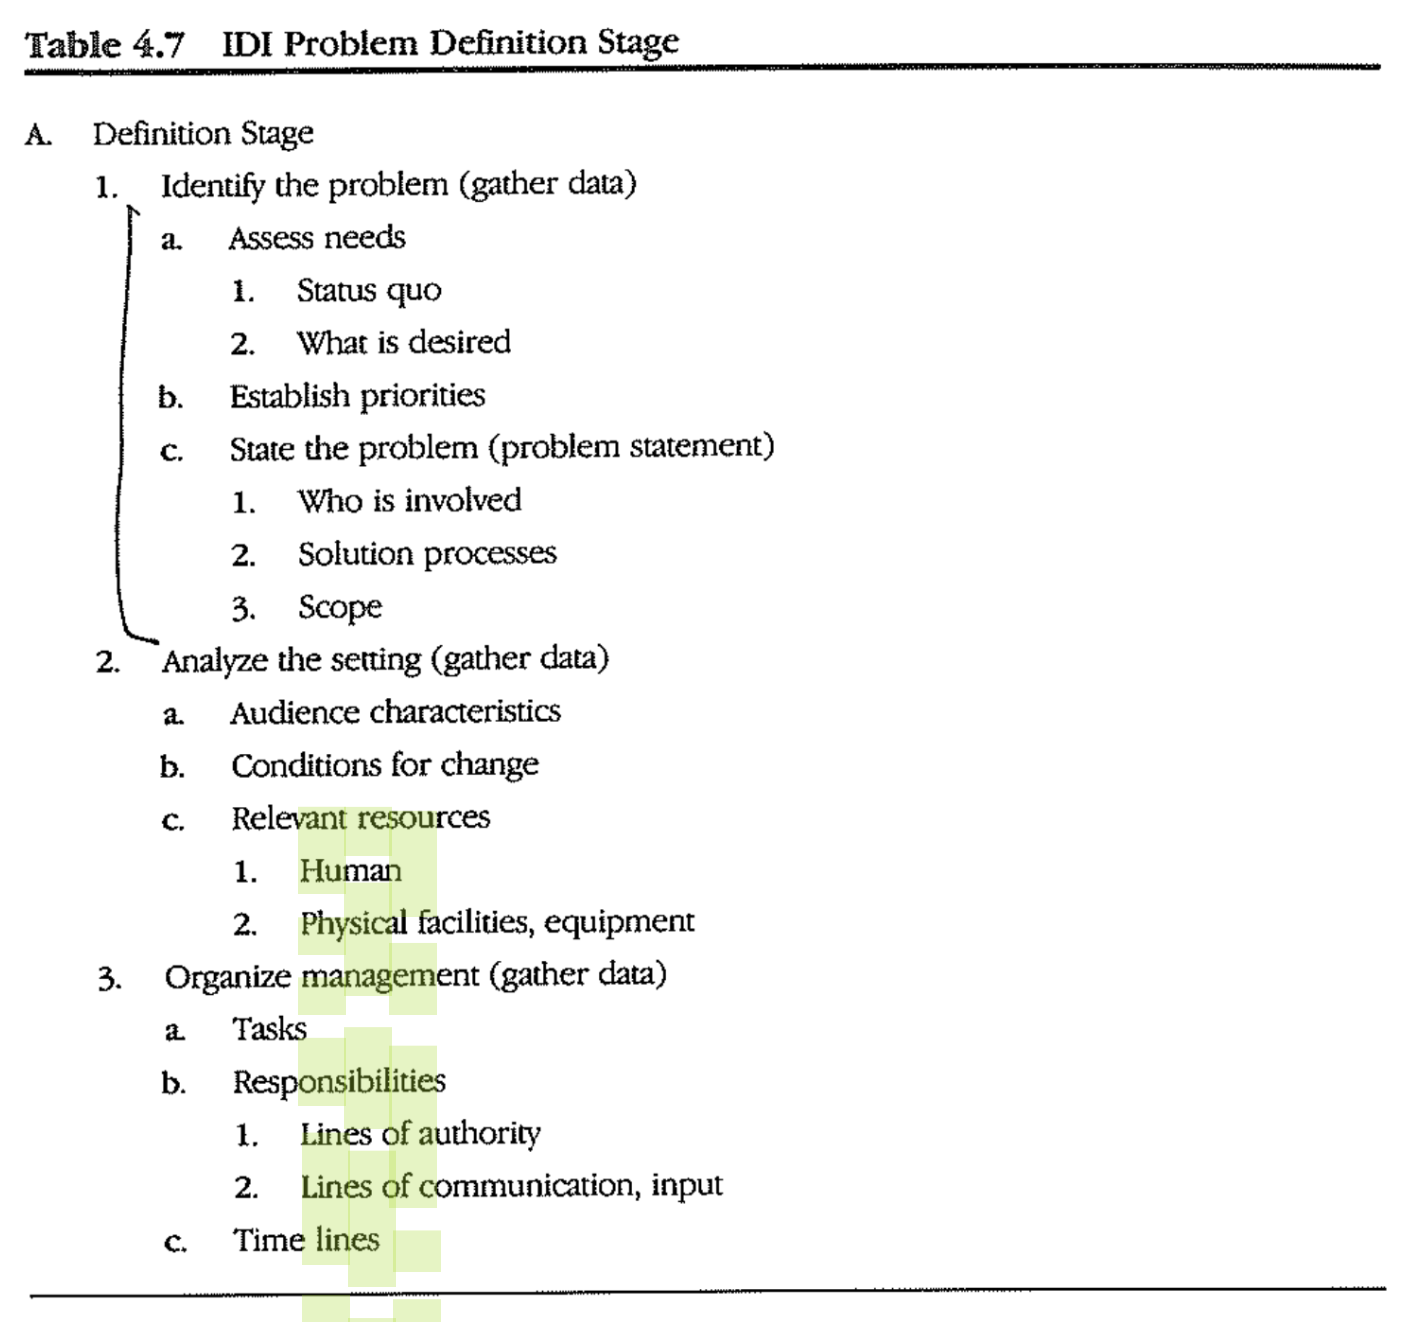 Table 4.7 IDI Problem Definition Stage
A. Definition Stage
1. Identify the problem (gather data)
a. Assess needs
1. Status quo
2. What is desired
b. Establish priorities
c. State the problem (problem statement)
1. Who is involved
2. Solution processes
3. Scope
2. Analyze the setting (gather data)
a. Audience characteristics
b. Conditions for change
c. Relevant resources
1. Human
2. Physical facilities, equipment
3. Organize management (gather data)
a. Tasks
b. Responsibilities
1. Lines of authority
2. Lines of communication, input
c. Time lines